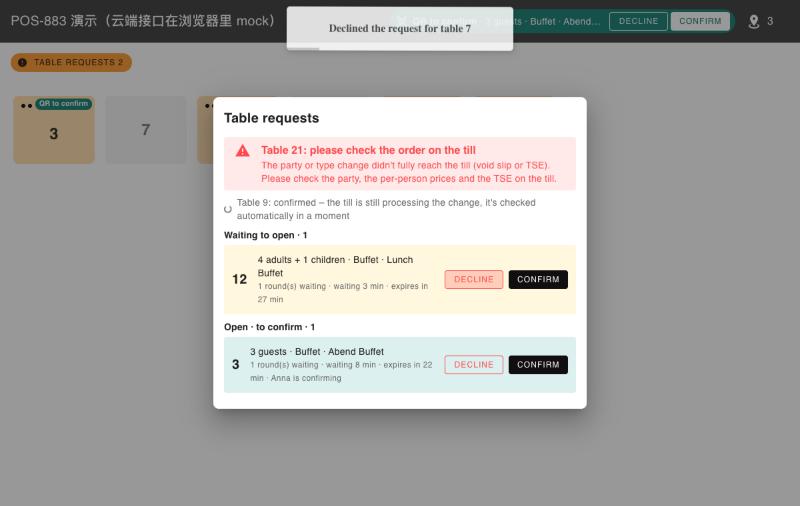 POS-883 演示（云端接口在浏览器里 mock）
guests · Buffet · Abend...
DECLINE
CONFIRM
3
Declined the request for table 7
TABLE REQUESTS 2
QR to confirm
3
7
Table requests
Table 21: please check the order on the till
The party or type change didn't fully reach the till (void slip or TSE).
Please check the party, the per-person prices and the TSE on the till.
Table 9: confirmed – the till is still processing the change, it's checked
automatically in a moment
Waiting to open · 1
12
4 adults + 1 children · Buffet · Lunch
Buffet
1 round(s) waiting · waiting 3 min · expires in
27 min
DECLINE
CONFIRM
Open · to confirm · 1
3
3 guests · Buffet · Abend Buffet
1 round(s) waiting · waiting 8 min · expires in 22
min · Anna is confirming
DECLINE
CONFIRM